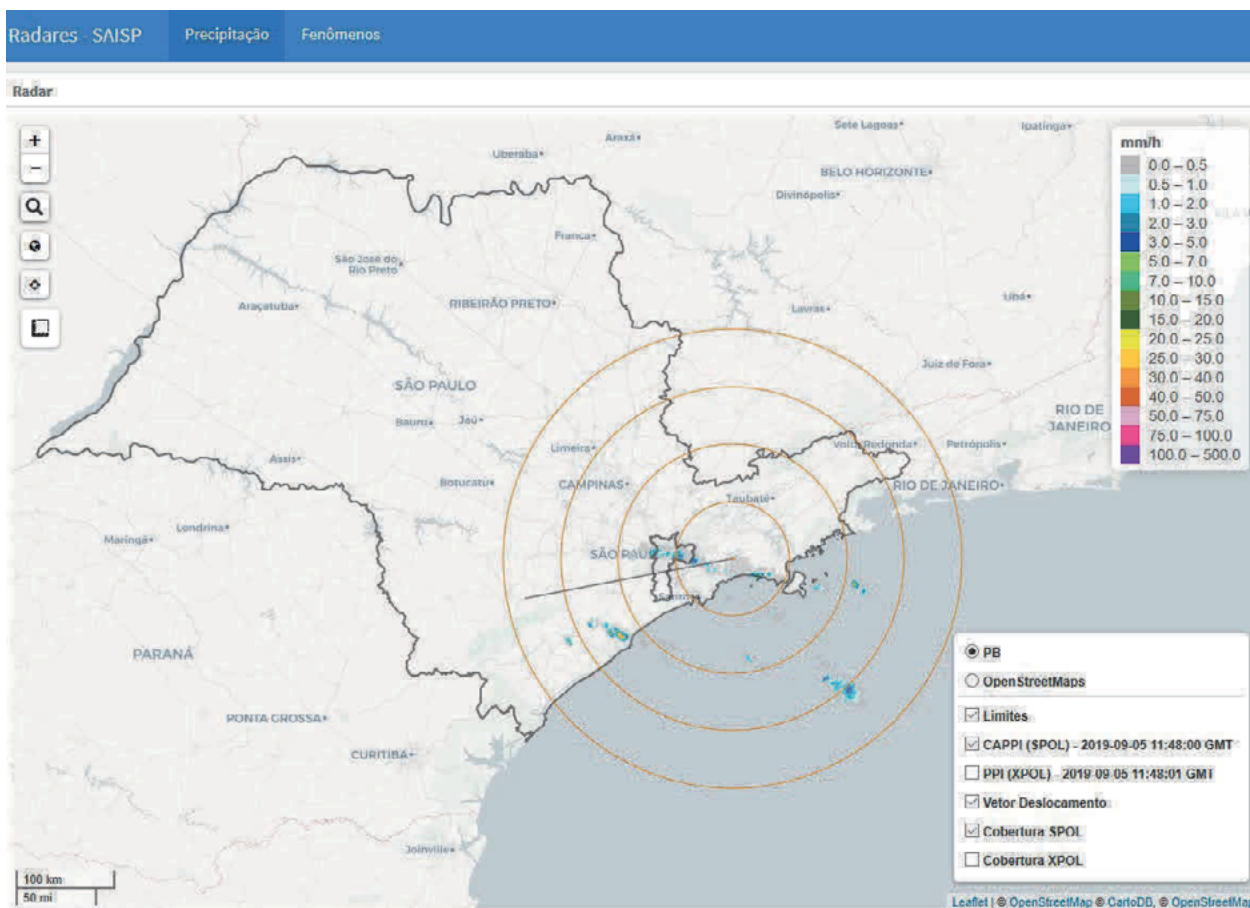 Radares - SAISP Precipitação Fenômenos
Radar
+
−
Sete Lagoas
Ipatinga
Araxá
Uberaba
BELO HORIZONTE
Divinópolis
Franca
São José do
Rio Preto
Araçatuba
RIBEIRÃO PRETO
Lavras
Ubá
Juiz de Fora
SÃO PAULO
Bauru
Jaú
RIO DE
JANEIRO
Limeira
Volta Redonda
Petrópolis
Assis
Botucatu
CAMPINAS
RIO DE JANEIRO
Taubaté
Londrina
Maringá
SÃO PAU
Santos
PARANÁ
PONTA GROSSA
CURITIBA
Joinville
mm/h
0.0 – 0.5
0.5 – 1.0
1.0 – 2.0
2.0 – 3.0
3.0 – 5.0
5.0 – 7.0
7.0 – 10.0
10.0 – 15.0
15.0 – 20.0
20.0 – 25.0
25.0 – 30.0
30.0 – 40.0
40.0 – 50.0
50.0 – 75.0
75.0 – 100.0
100.0 – 500.0
PB
OpenStreetMaps
Limites
CAPPI (SPOL) - 2019-09-05 11:48:00 GMT
PPI (XPOL) - 2019-09-05 11:48:01 GMT
Vetor Deslocamento
Cobertura SPOL
Cobertura XPOL
100 km
50 mi
Leaflet | © OpenStreetMap © CartoDB, © OpenStreetMap